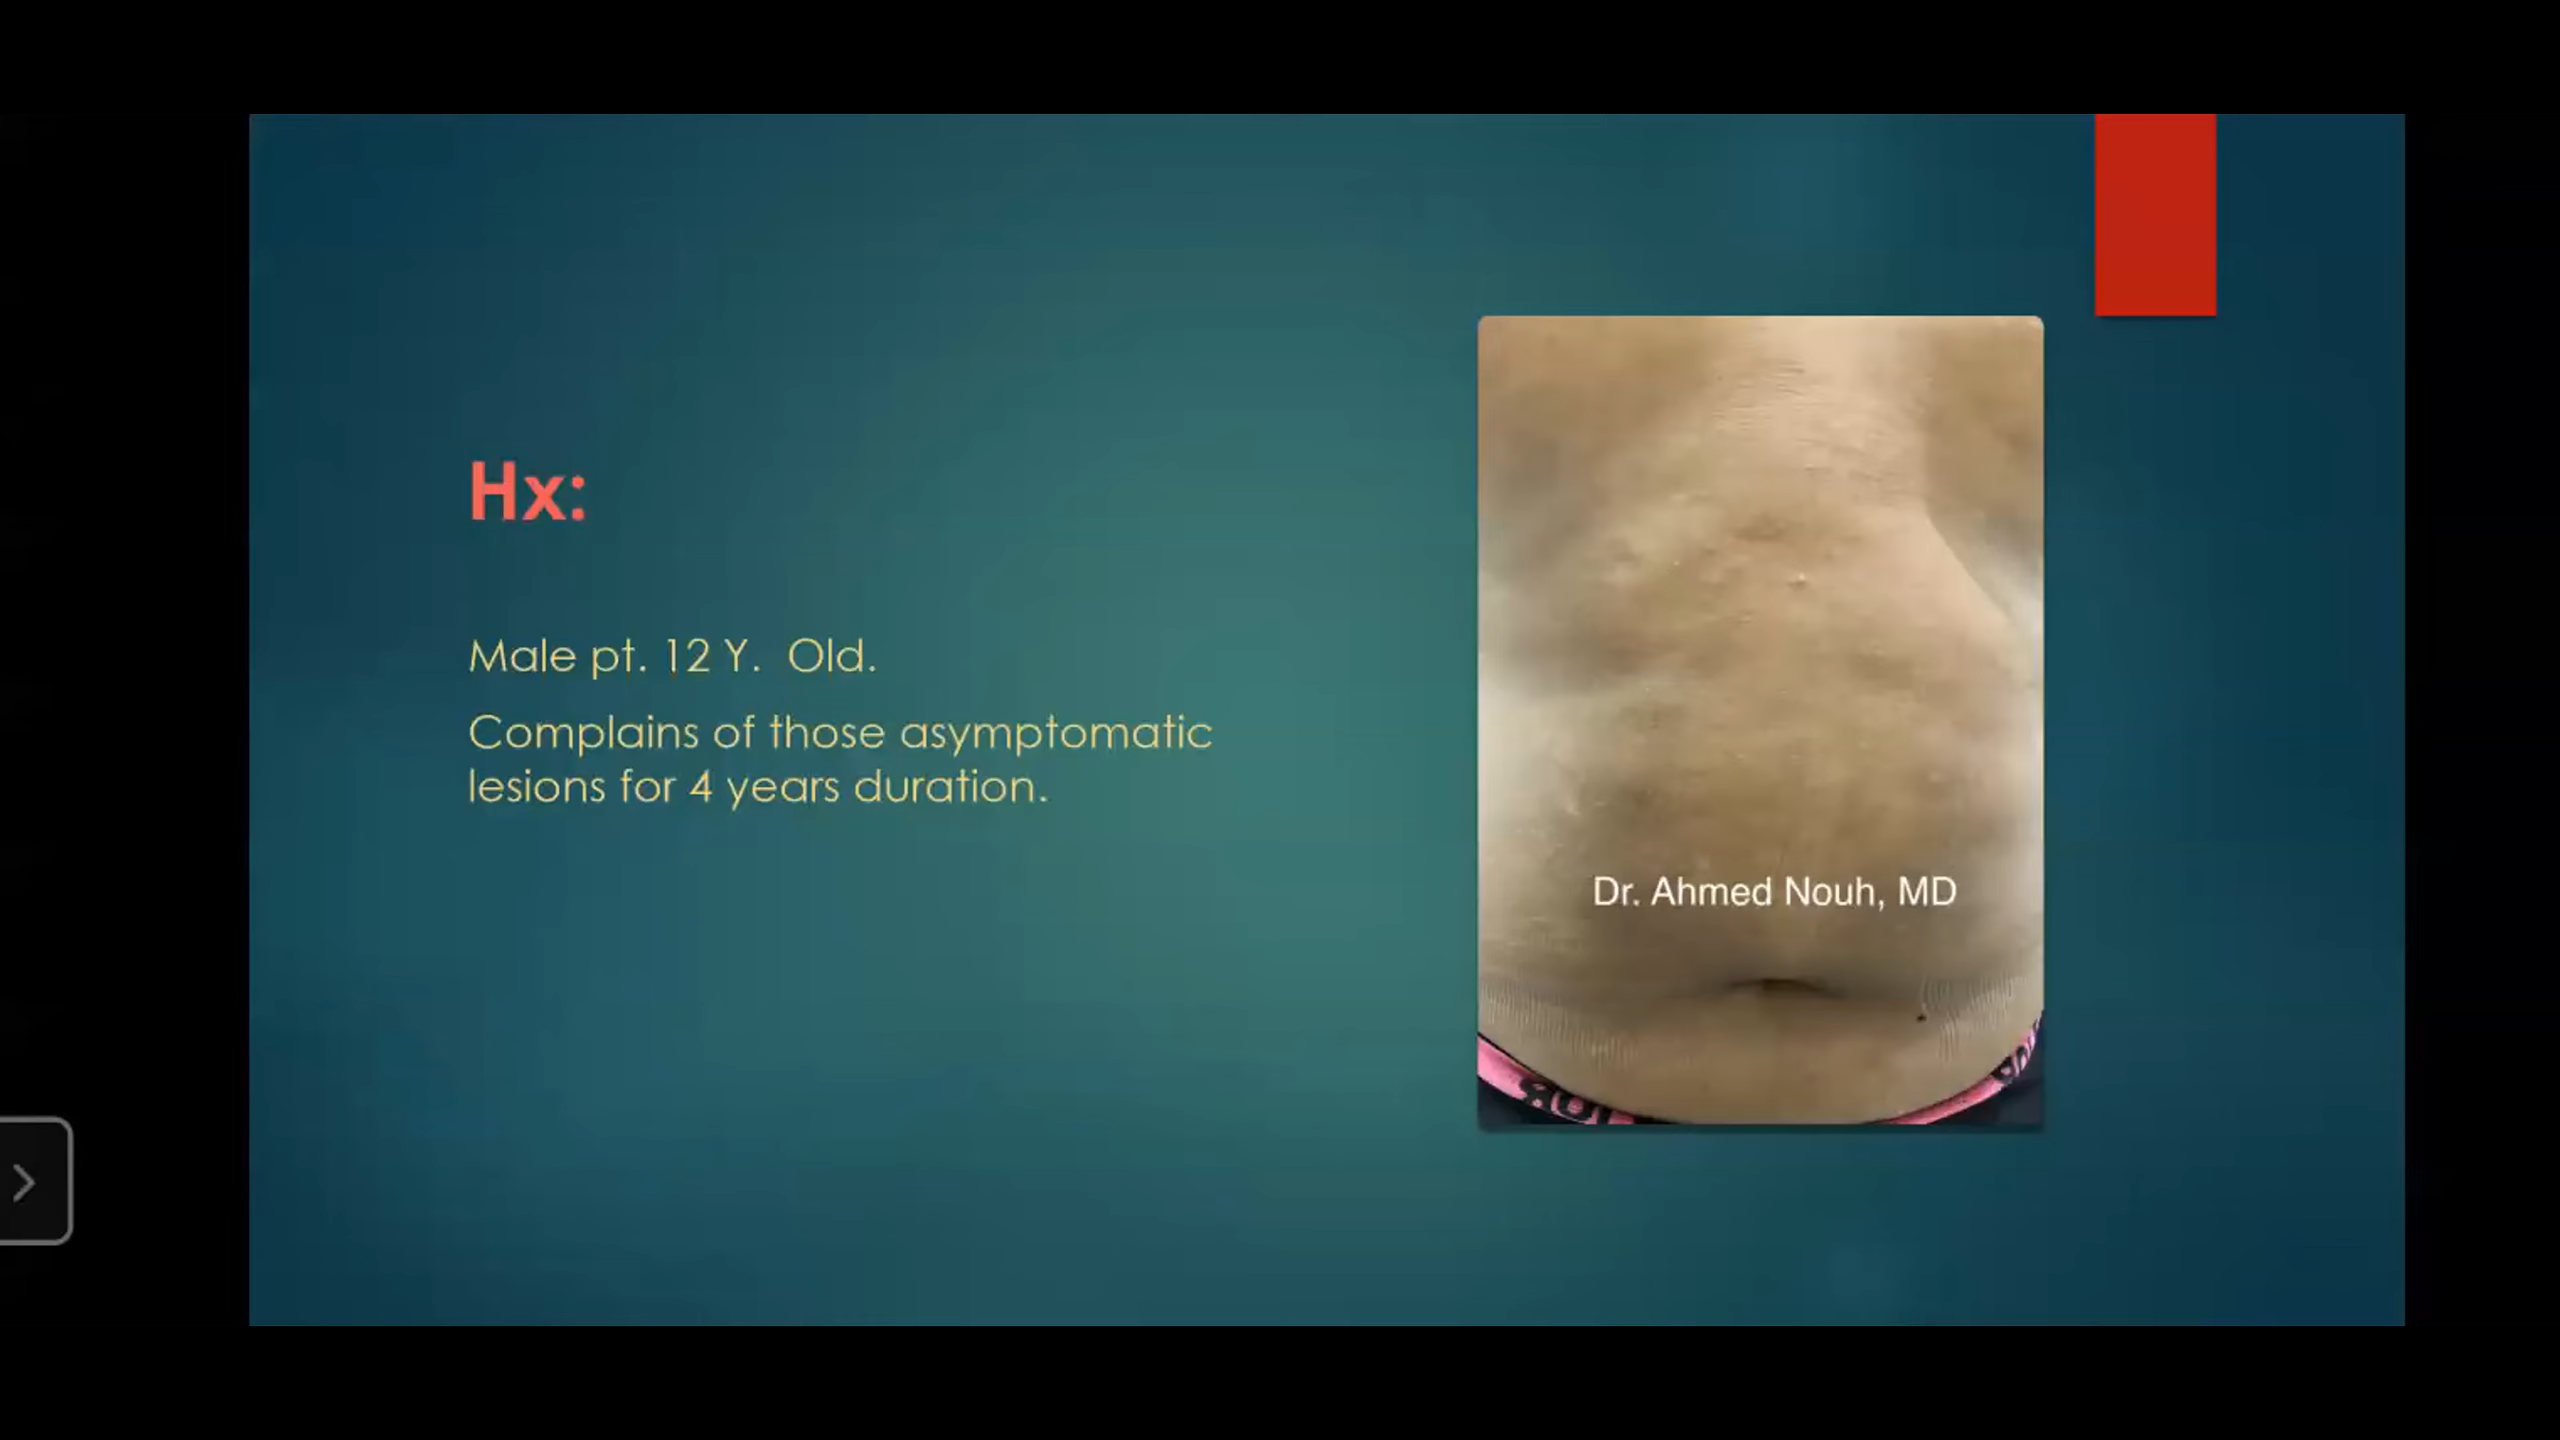 Hx:
Male pt. 12 Y.  Old.
Complains of those asymptomatic
lesions for 4 years duration.
Dr. Ahmed Nouh, MD